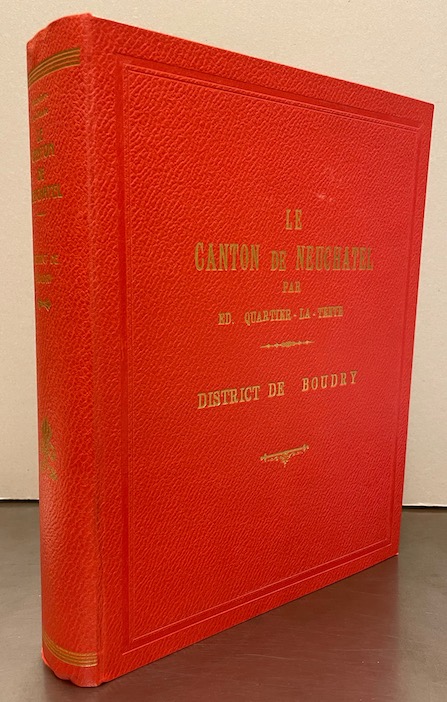 LE
CANTON DE NEUCHATEL
PAR
ED. QUARTIER-LA-TENTE
DISTRICT DE BOUDRY